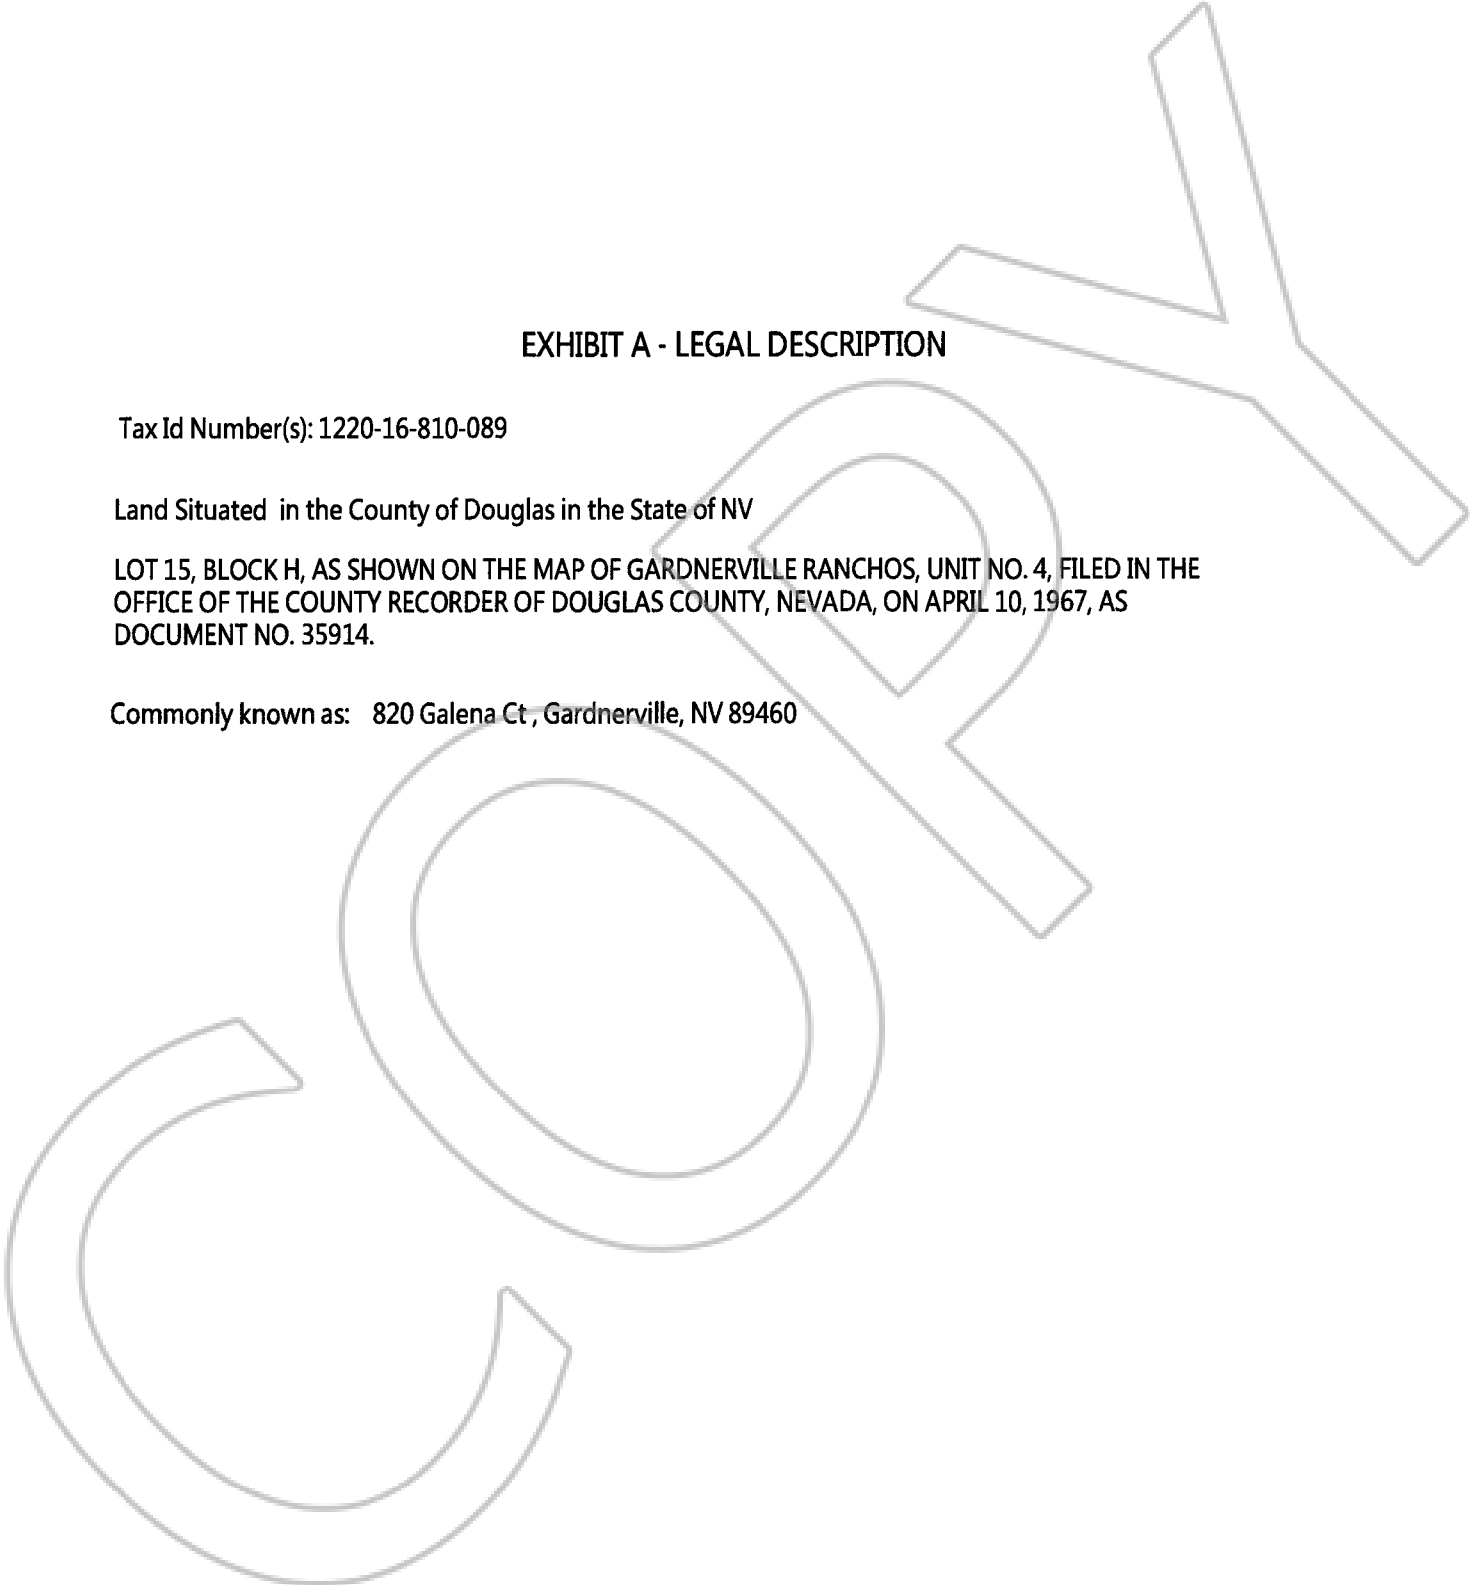 EXHIBIT A - LEGAL DESCRIPTION
Tax Id Number(s): 1220-16-810-089
Land Situated in the County of Douglas in the State of NV
LOT 15, BLOCK H, AS SHOWN ON THE MAP OF GARDNERVILLE RANCHOS, UNIT NO. 4, FILED IN THE
OFFICE OF THE COUNTY RECORDER OF DOUGLAS COUNTY, NEVADA, ON APRIL 10, 1967, AS
DOCUMENT NO. 35914.
Commonly known as: 820 Galena Ct , Gardnerville, NV 89460
COPY